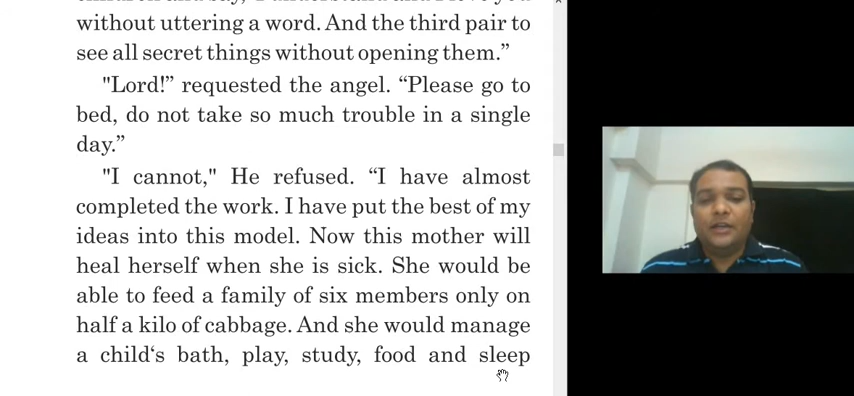 without uttering a word. And the third pair to
see all secret things without opening them.”
"Lord!” requested the angel. “Please go to
bed, do not take so much trouble in a single
day.”
"I cannot," He refused. “I have almost
completed the work. I have put the best of my
ideas into this model. Now this mother will
heal herself when she is sick. She would be
able to feed a family of six members only on
half a kilo of cabbage. And she would manage
a child‘s bath, play, study, food and sleep